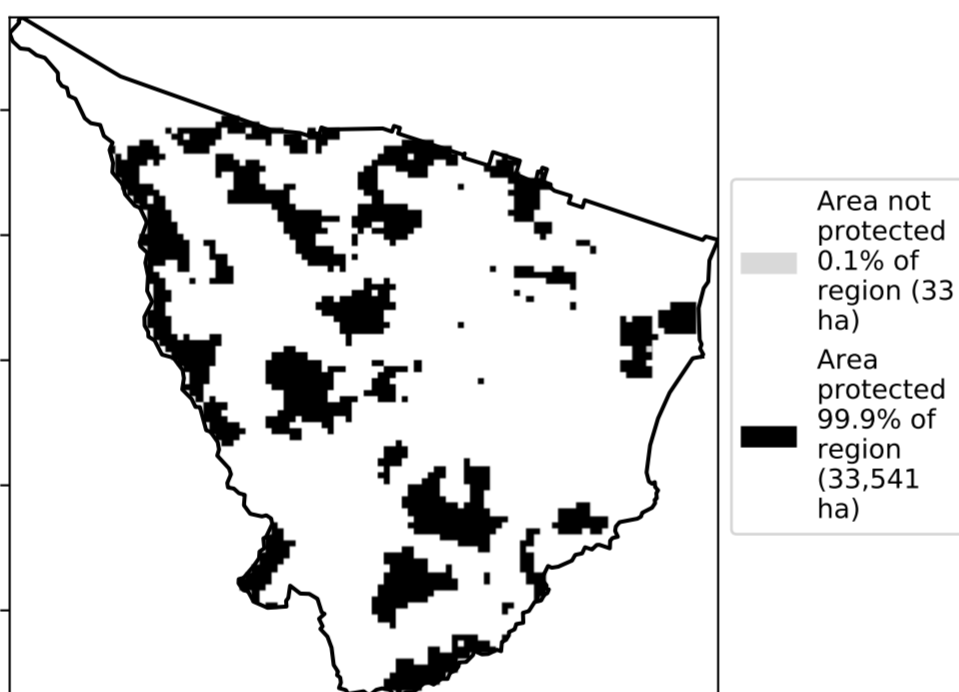 Area not
protected
0.1% of
region (33
ha)
Area
protected
99.9% of
region
(33,541
ha)